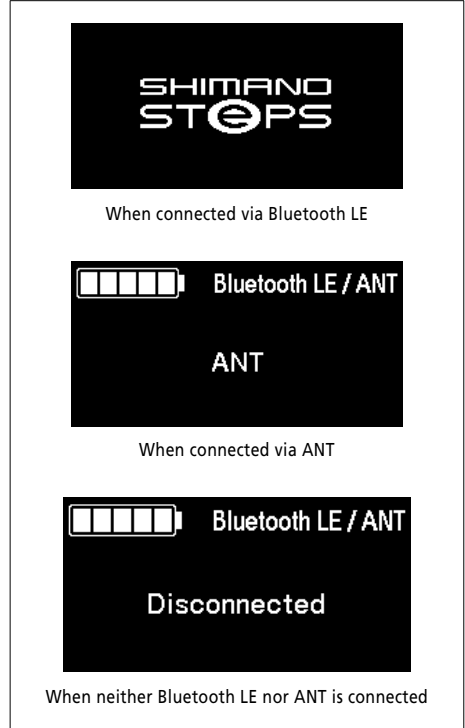 SHIMANO
STePS
When connected via Bluetooth LE
Bluetooth LE / ANT
ANT
When connected via ANT
Bluetooth LE / ANT
Disconnected
When neither Bluetooth LE nor ANT is connected